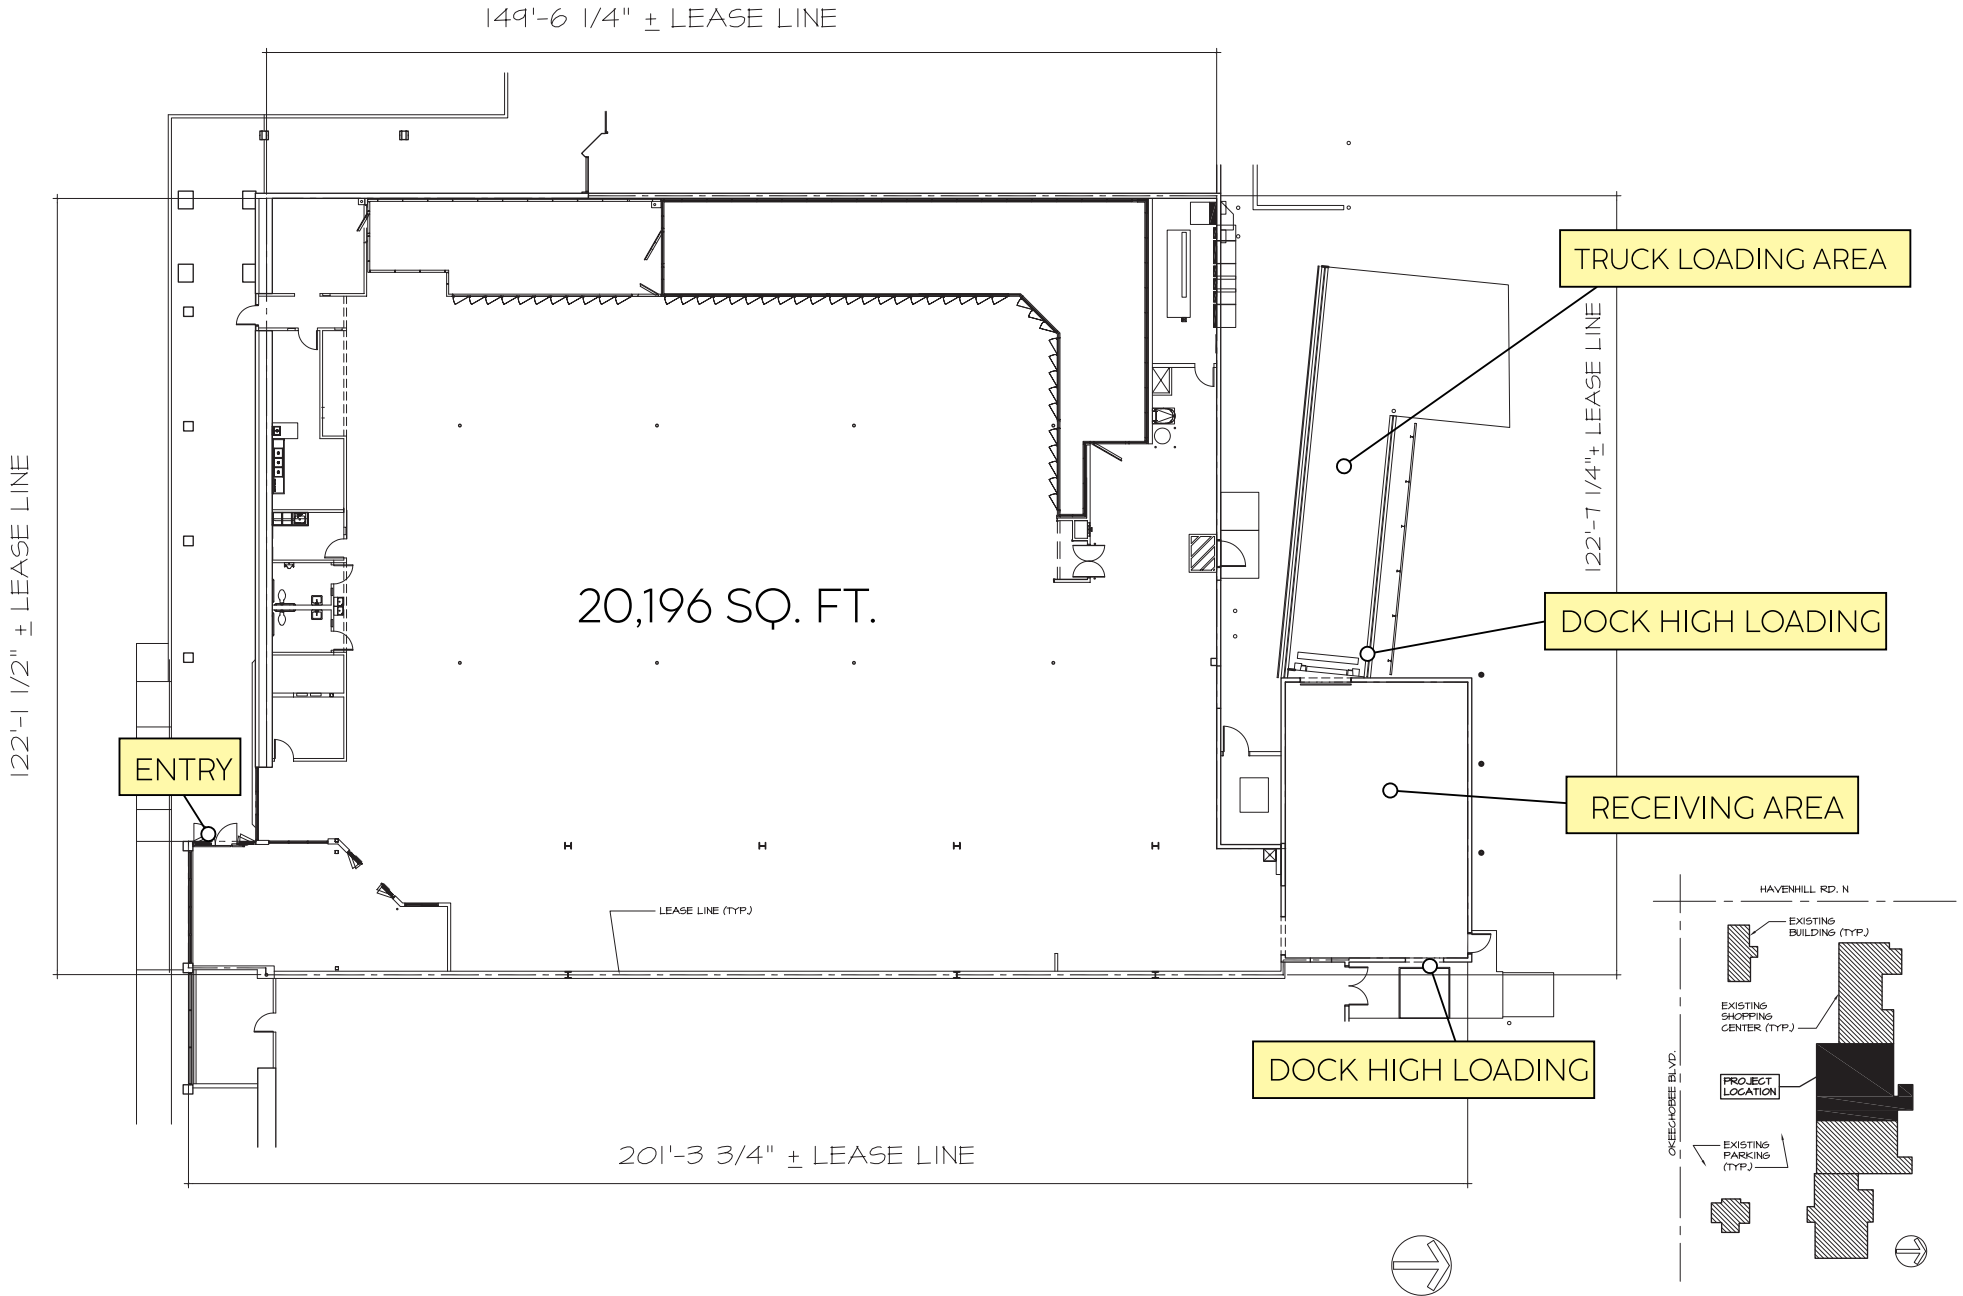 149'-6 1/4" ± LEASE LINE
TRUCK LOADING AREA
122'-7 1/4"± LEASE LINE
122'-1 1/2" ± LEASE LINE
20,196 SQ. FT.
DOCK HIGH LOADING
ENTRY
RECEIVING AREA
LEASE LINE (TYP.)
DOCK HIGH LOADING
201'-3 3/4" ± LEASE LINE
HAVENHILL RD. N
EXISTING
BUILDING (TYP.)
EXISTING
SHOPPING
CENTER (TYP.)
OKEECHOBEE BLVD.
PROJECT
LOCATION
EXISTING
PARKING
(TYP.)